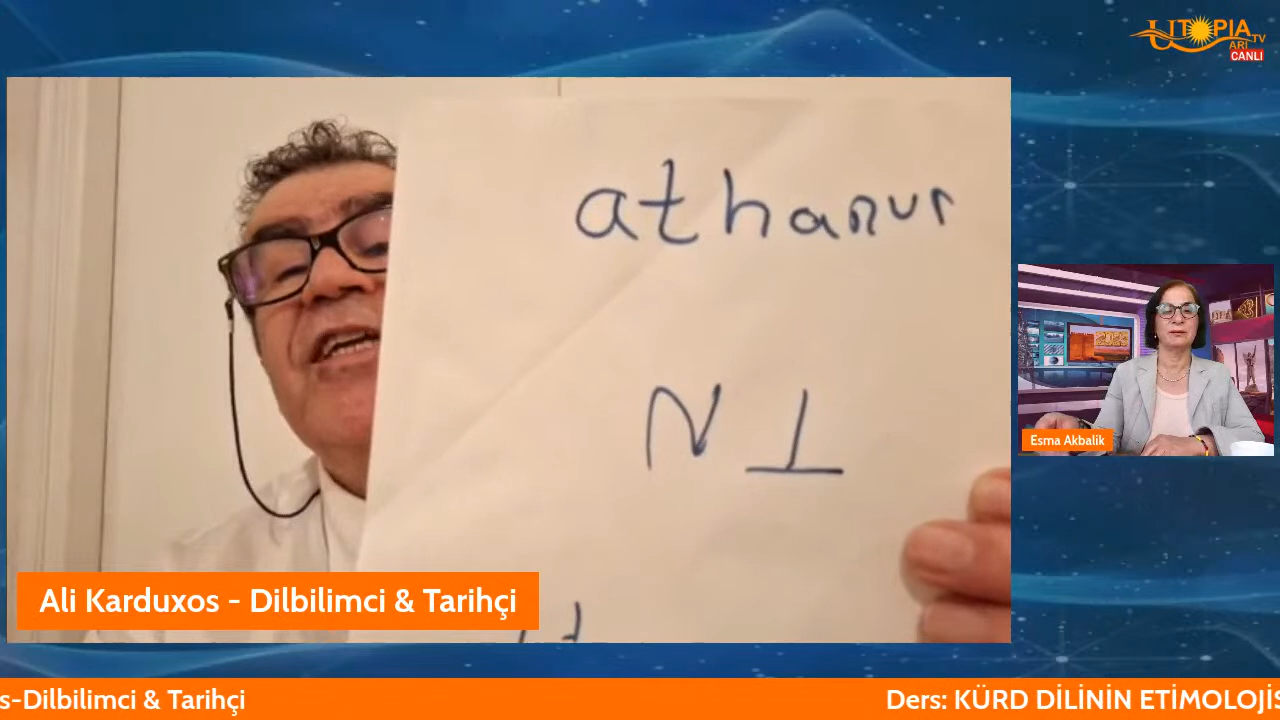 UTOPIA
ARI TV
CANLI
athanur
N ⊥
Esma Akbalik
Ali Karduxos - Dilbilimci & Tarihçi
s-Dilbilimci & Tarihçi
Ders: KÜRD DİLİNİN ETİMOLOJİS